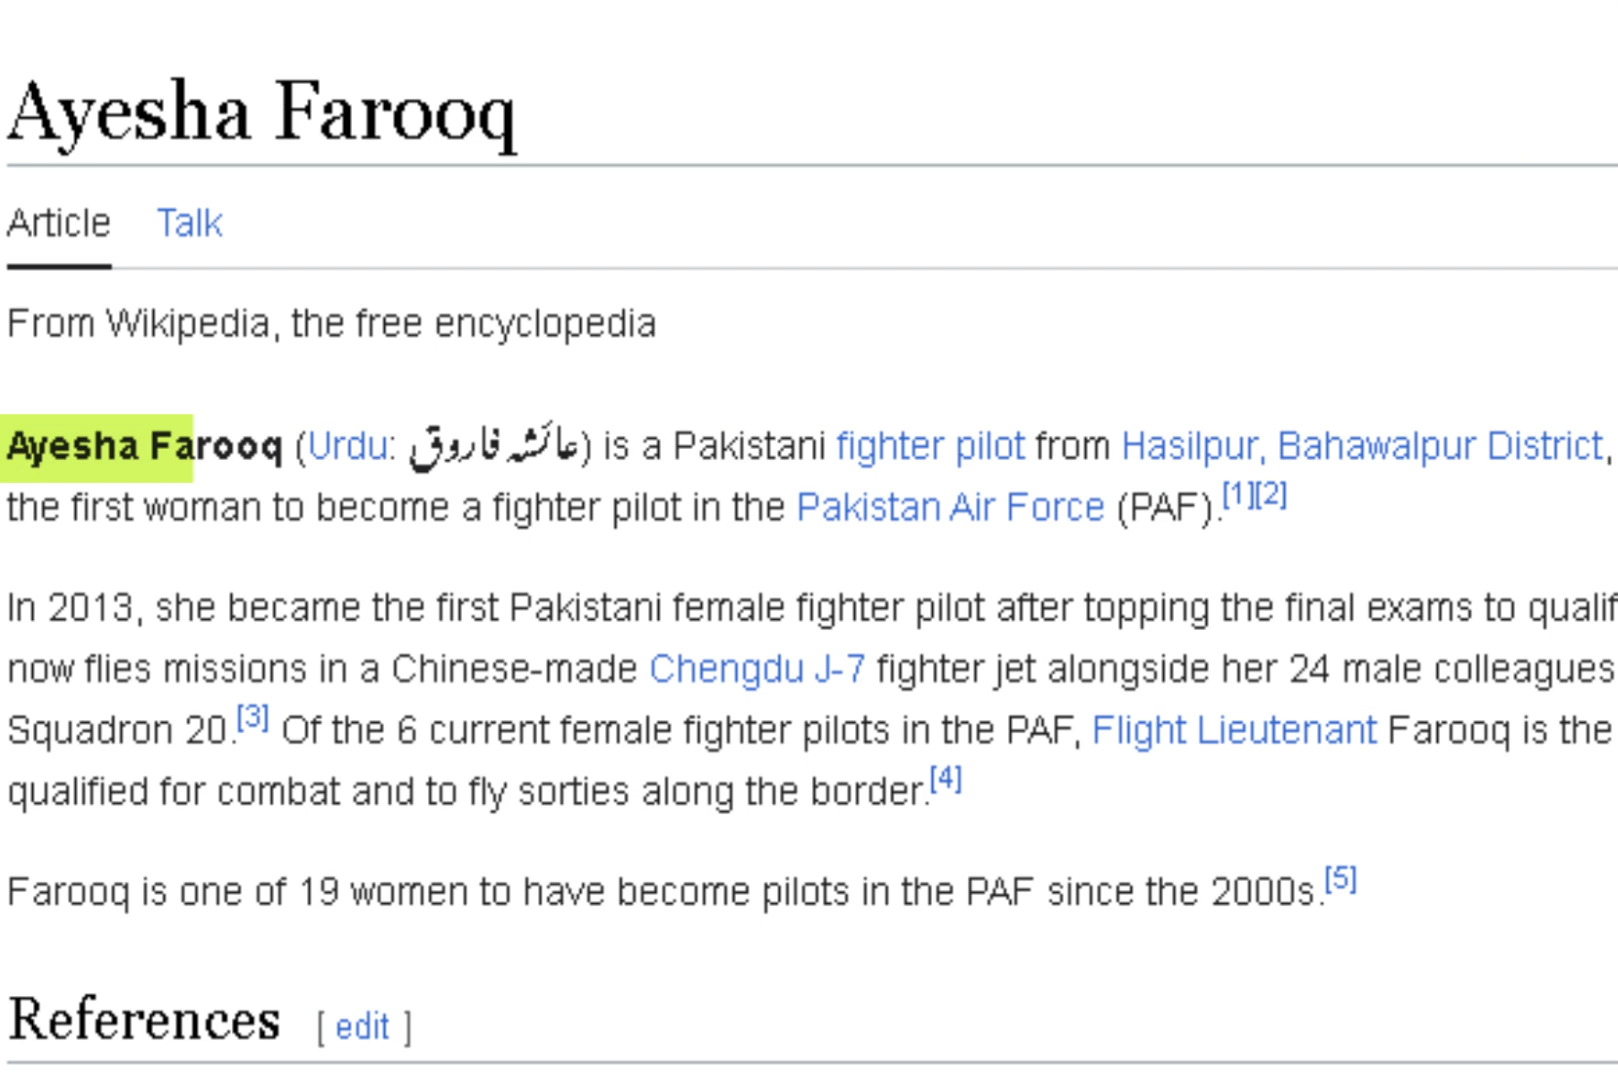 Ayesha Farooq
Article Talk
From Wikipedia, the free encyclopedia
Ayesha Farooq (Urdu: عائشہ فاروق) is a Pakistani fighter pilot from Hasilpur, Bahawalpur District,
the first woman to become a fighter pilot in the Pakistan Air Force (PAF).[1][2]
In 2013, she became the first Pakistani female fighter pilot after topping the final exams to qualif
now flies missions in a Chinese-made Chengdu J-7 fighter jet alongside her 24 male colleagues
Squadron 20.[3] Of the 6 current female fighter pilots in the PAF, Flight Lieutenant Farooq is the
qualified for combat and to fly sorties along the border.[4]
Farooq is one of 19 women to have become pilots in the PAF since the 2000s.[5]
References [ edit ]